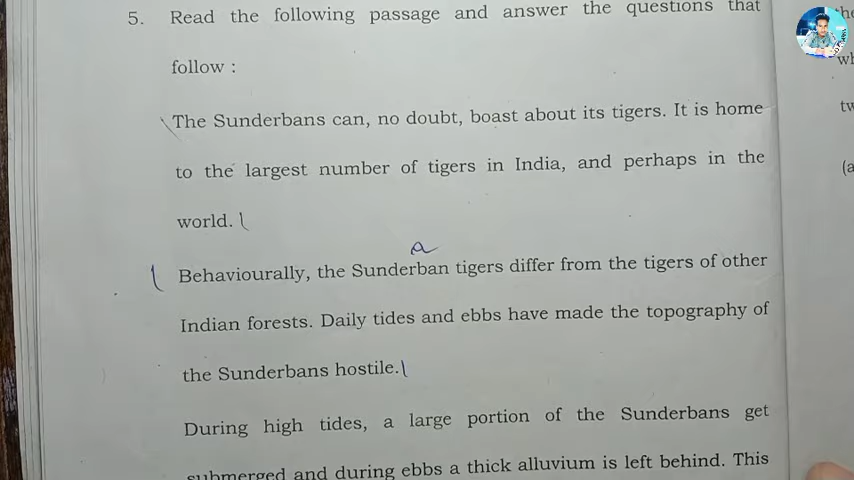 5. Read the following passage and answer the questions that
follow :
The Sunderbans can, no doubt, boast about its tigers. It is home
to the largest number of tigers in India, and perhaps in the
world.
a
Behaviourally, the Sunderban tigers differ from the tigers of other
Indian forests. Daily tides and ebbs have made the topography of
the Sunderbans hostile.
During high tides, a large portion of the Sunderbans get
submerged and during ebbs a thick alluvium is left behind. This
tw
(a